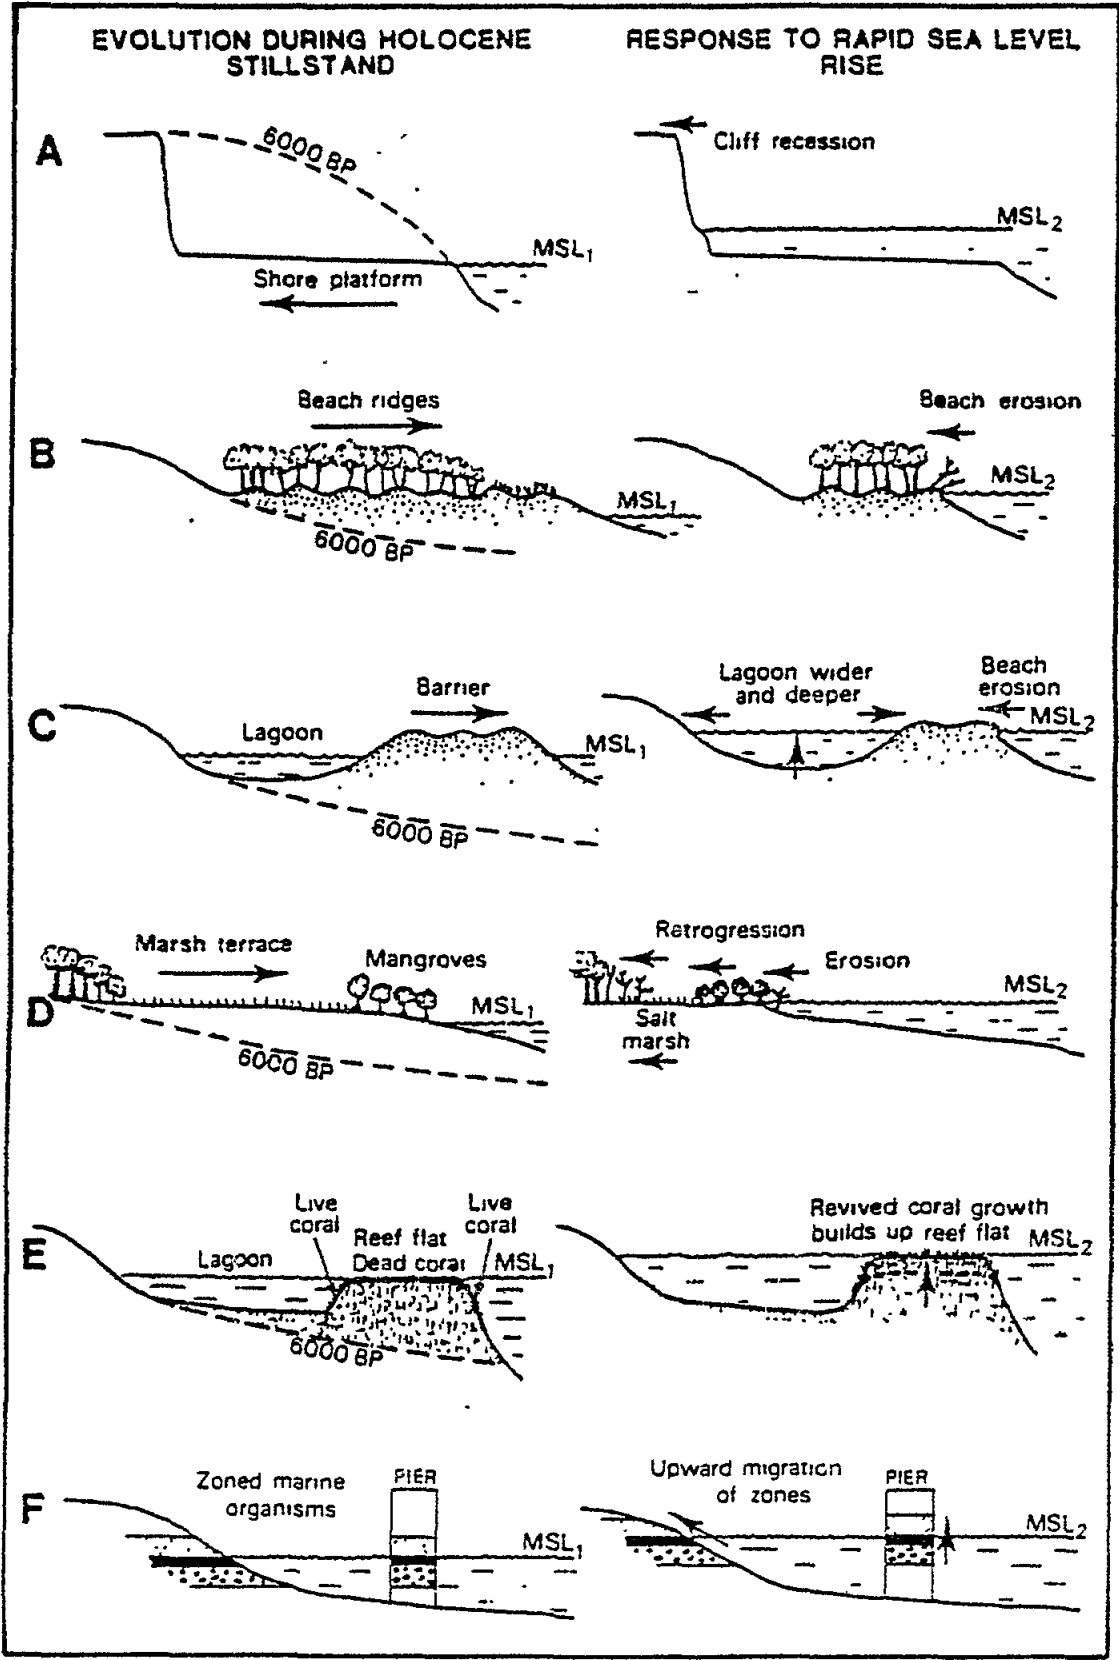 EVOLUTION DURING HOLOCENE
STILLSTAND
RESPONSE TO RAPID SEA LEVEL
RISE
A
6000 BP
MSL1
Shore platform
Cliff recession
MSL2
B
Beach ridges
MSL1
6000 BP
Beach erosion
MSL2
C
Barrier
Lagoon
MSL1
6000 BP
Lagoon wider
and deeper
Beach
erosion
MSL2
D
Marsh terrace
Mangroves
MSL1
6000 BP
Retrogression
Erosion
MSL2
Salt
marsh
E
Live
coral
Live
coral
Reef flat
Dead coral
Lagoon
MSL1
6000 BP
Revived coral growth
builds up reef flat
MSL2
F
Zoned marine
organisms
PIER
MSL1
Upward migration
of zones
PIER
MSL2